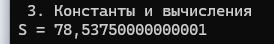 3. Константы и вычисления
S = 78,53750000000001